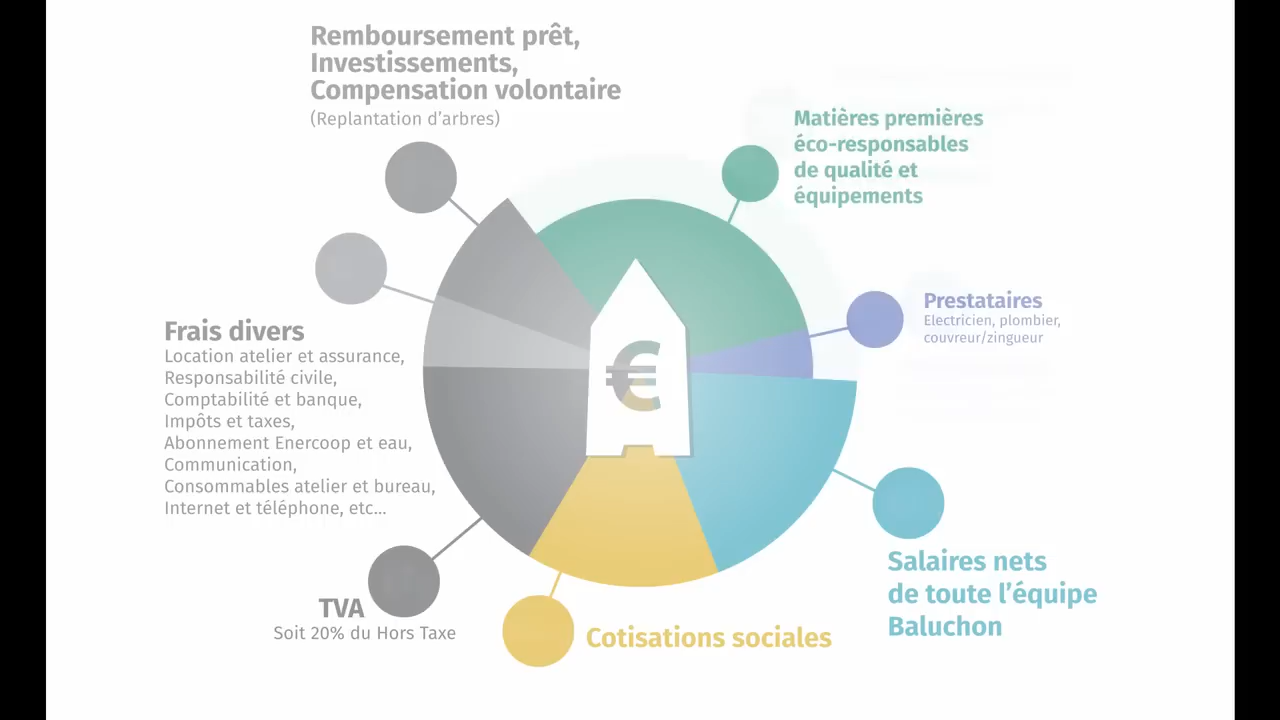 Remboursement prêt,
Investissements,
Compensation volontaire
(Replantation d'arbres)
Matières premières
éco-responsables
de qualité et
équipements
Prestataires
Electricien, plombier,
couvreur/zingueur
Frais divers
Location atelier et assurance,
Responsabilité civile,
Comptabilité et banque,
Impôts et taxes,
Abonnement Enercoop et eau,
Communication,
Consommables atelier et bureau,
Internet et téléphone, etc...
€
Salaires nets
de toute l'équipe
Baluchon
TVA
Soit 20% du Hors Taxe
Cotisations sociales